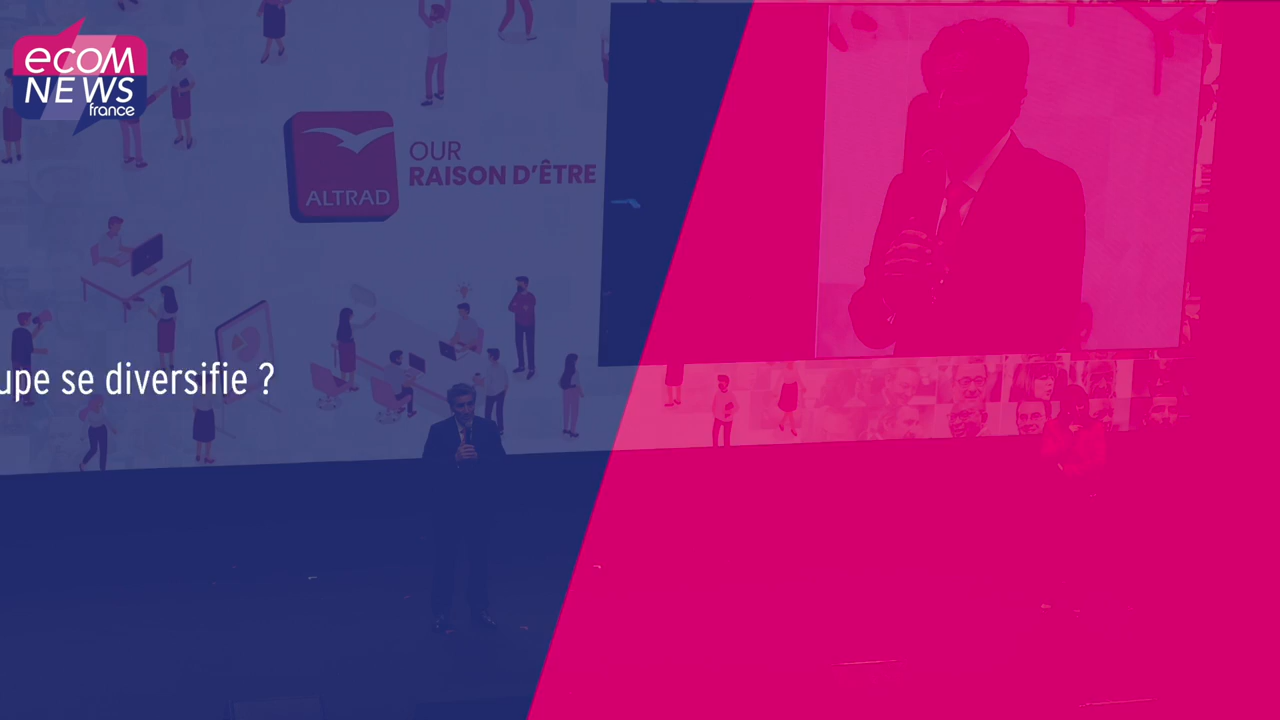 ecom
NEWS
france
OUR
RAISON D'ÊTRE
ALTRAD
upe se diversifie ?